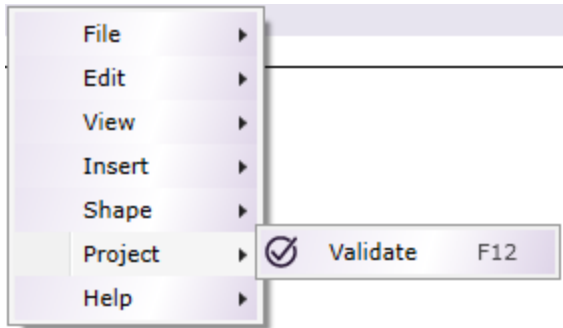 File
Edit
View
Insert
Shape
Project
Validate F12
Help